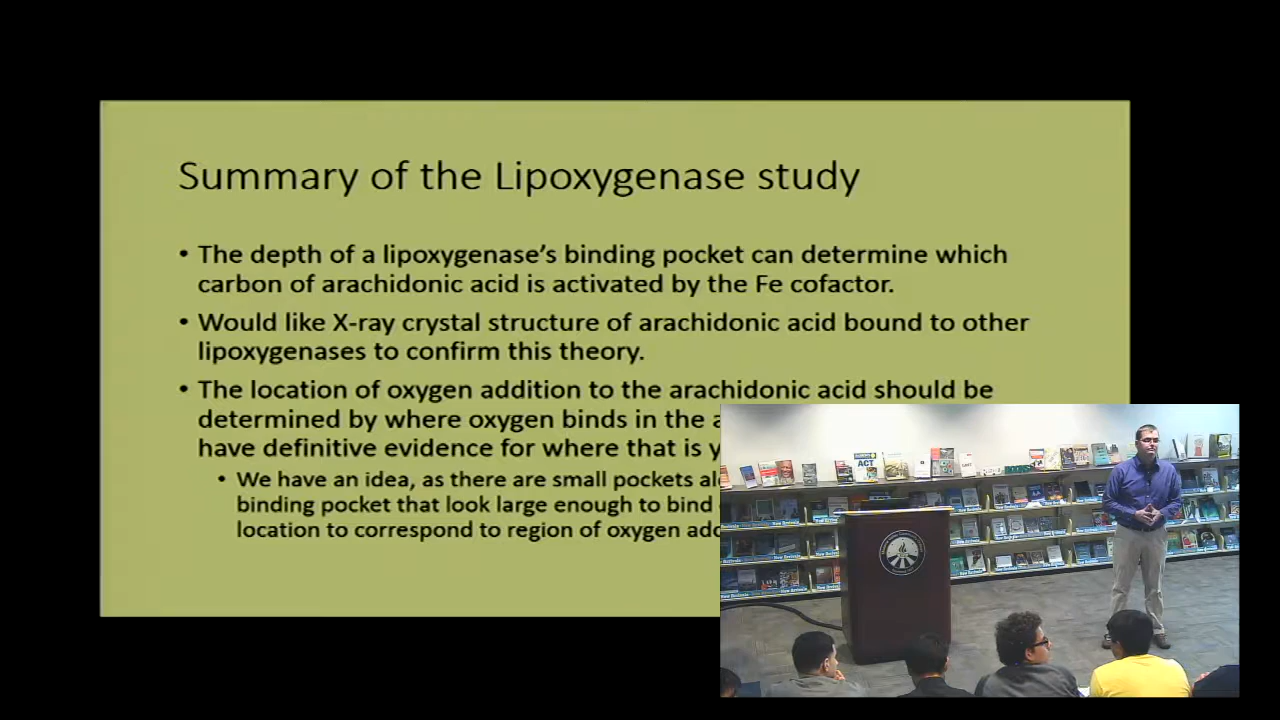 Summary of the Lipoxygenase study
• The depth of a lipoxygenase's binding pocket can determine which
carbon of arachidonic acid is activated by the Fe cofactor.
• Would like X-ray crystal structure of arachidonic acid bound to other
lipoxygenases to confirm this theory.
• The location of oxygen addition to the arachidonic acid should be
determined by where oxygen binds in the
have definitive evidence for where that is
• We have an idea, as there are small pockets
binding pocket that look large enough to bind
location to correspond to region of oxygen
ACT